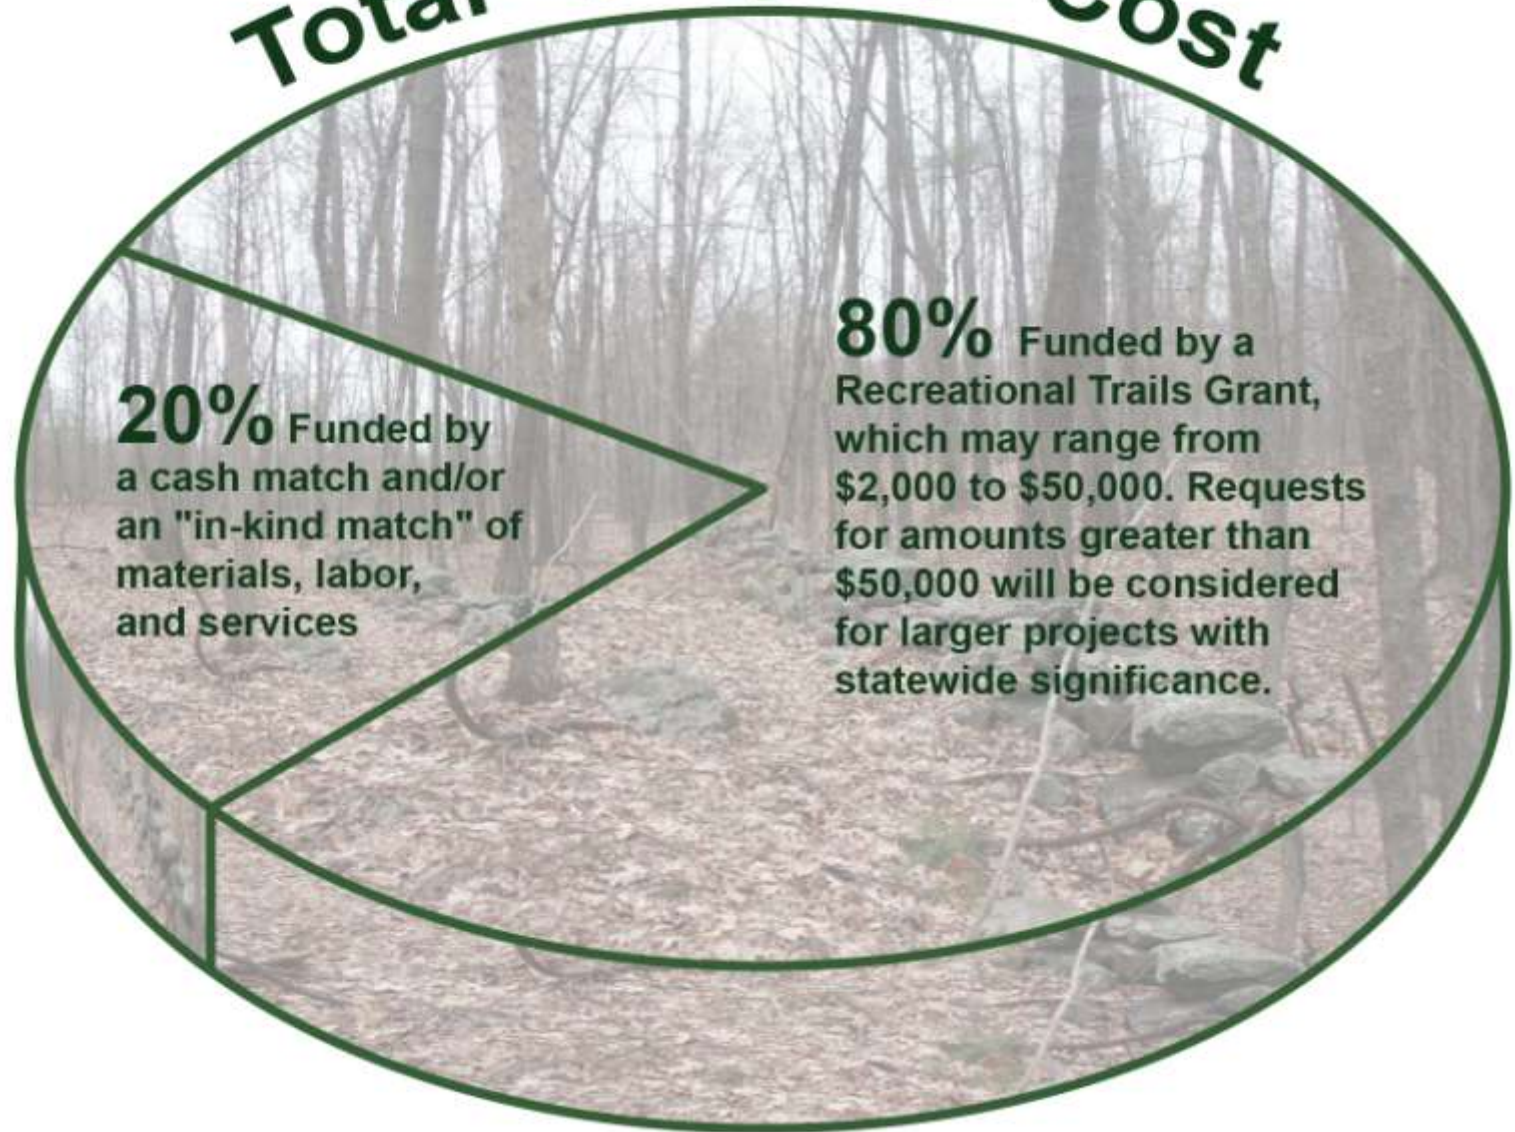 Total Cost
20% Funded by
a cash match and/or
an "in-kind match" of
materials, labor,
and services
80% Funded by a
Recreational Trails Grant,
which may range from
$2,000 to $50,000. Requests
for amounts greater than
$50,000 will be considered
for larger projects with
statewide significance.